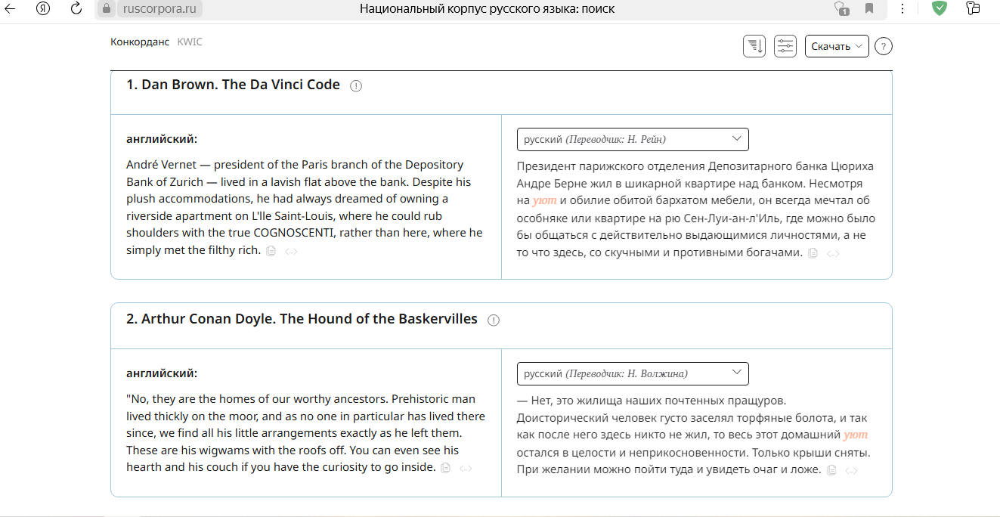 ruscorpora.ru Национальный корпус русского языка: поиск 1
Конкорданс KWIC Скачать ?
1. Dan Brown. The Da Vinci Code
английский:
André Vernet — president of the Paris branch of the Depository
Bank of Zurich — lived in a lavish flat above the bank. Despite his
plush accommodations, he had always dreamed of owning a
riverside apartment on L'Ile Saint-Louis, where he could rub
shoulders with the true COGNOSCENTI, rather than here, where he
simply met the filthy rich.
русский (Переводчик: Н. Рейн)
Президент парижского отделения Депозитарного банка Цюриха
Андре Берне жил в шикарной квартире над банком. Несмотря
на уют и обилие обитой бархатом мебели, он всегда мечтал об
особняке или квартире на рю Сен-Луи-ан-л'Иль, где можно было
бы общаться с действительно выдающимися личностями, а не
то что здесь, со скучными и противными богачами.
2. Arthur Conan Doyle. The Hound of the Baskervilles
английский:
"No, they are the homes of our worthy ancestors. Prehistoric man
lived thickly on the moor, and as no one in particular has lived there
since, we find all his little arrangements exactly as he left them.
These are his wigwams with the roofs off. You can even see his
hearth and his couch if you have the curiosity to go inside.
русский (Переводчик: Н. Волжина)
— Нет, это жилища наших почтенных пращуров.
Доисторический человек густо заселял торфяные болота, и так
как после него здесь никто не жил, то весь этот домашний уют
остался в целости и неприкосновенности. Только крыши сняты.
При желании можно пойти туда и увидеть очаг и ложе.